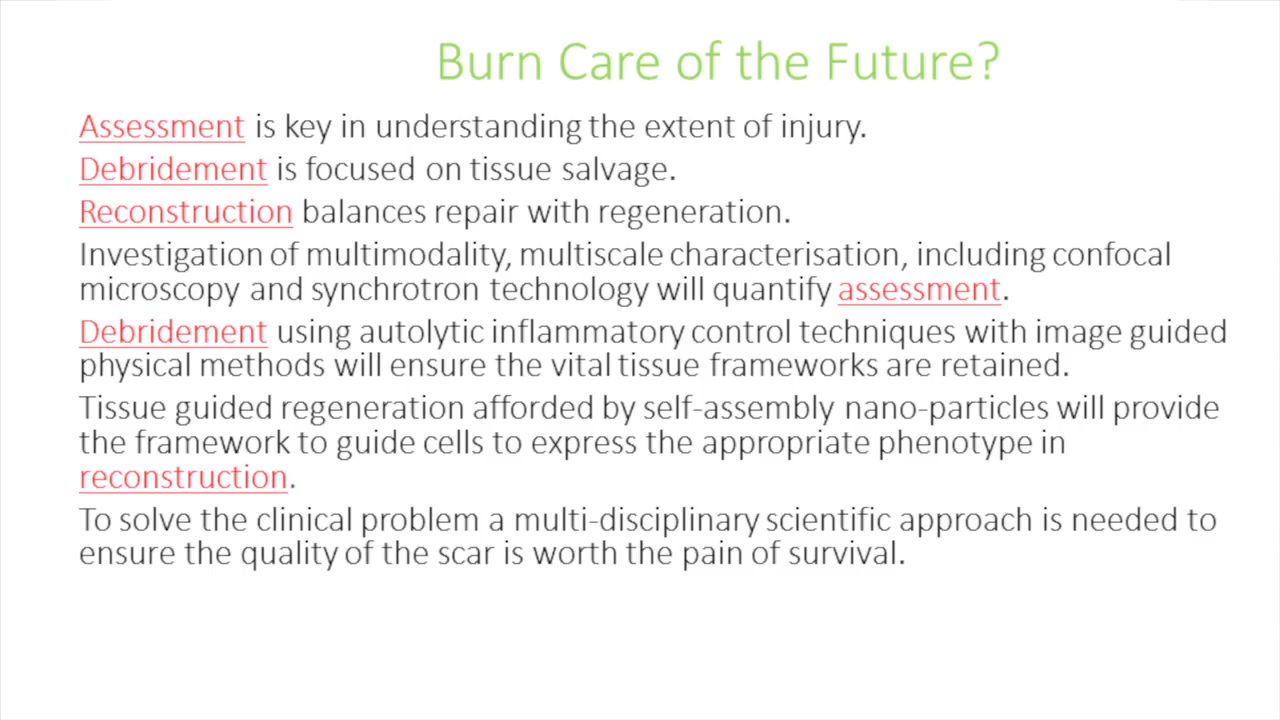 Burn Care of the Future?
Assessment is key in understanding the extent of injury.
Debridement is focused on tissue salvage.
Reconstruction balances repair with regeneration.
Investigation of multimodality, multiscale characterisation, including confocal
microscopy and synchrotron technology will quantify assessment.
Debridement using autolytic inflammatory control techniques with image guided
physical methods will ensure the vital tissue frameworks are retained.
Tissue guided regeneration afforded by self-assembly nano-particles will provide
the framework to guide cells to express the appropriate phenotype in
reconstruction.
To solve the clinical problem a multi-disciplinary scientific approach is needed to
ensure the quality of the scar is worth the pain of survival.